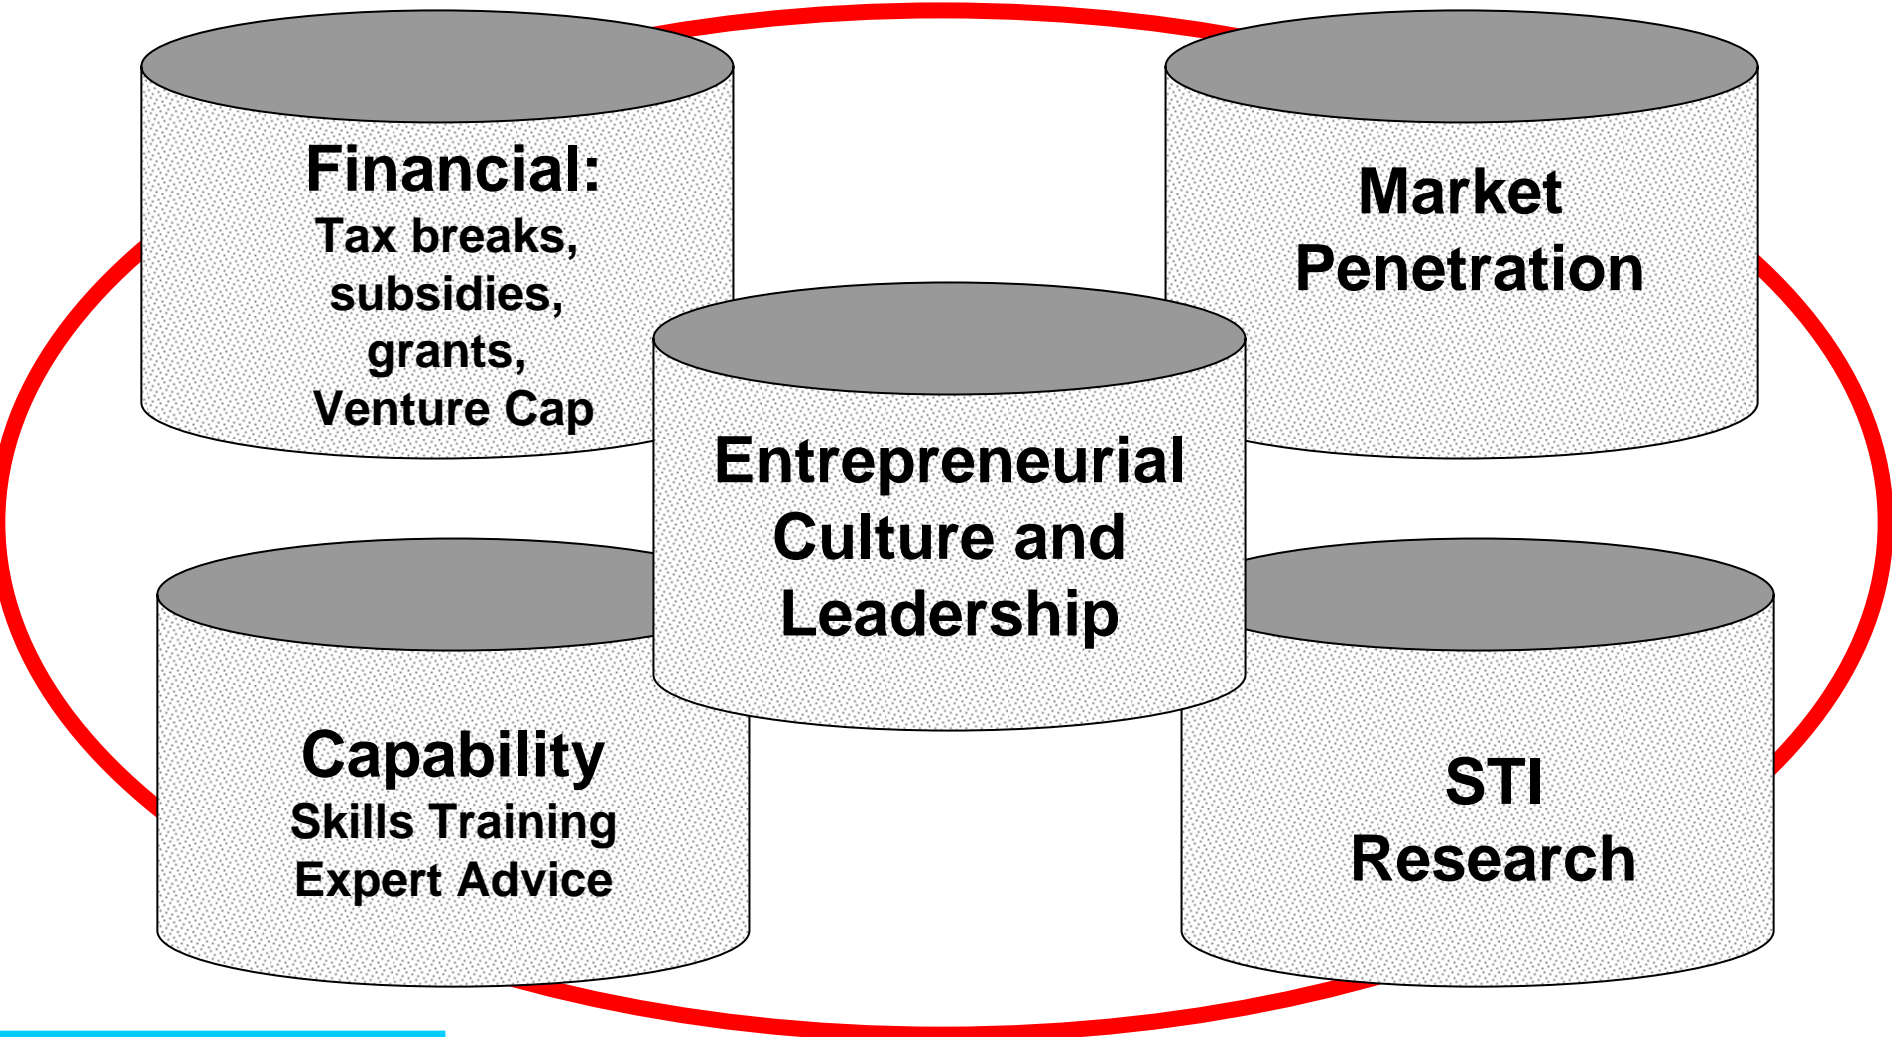 Financial:
Tax breaks,
subsidies,
grants,
Venture Cap
Market
Penetration
Entrepreneurial
Culture and
Leadership
Capability
Skills Training
Expert Advice
STI
Research